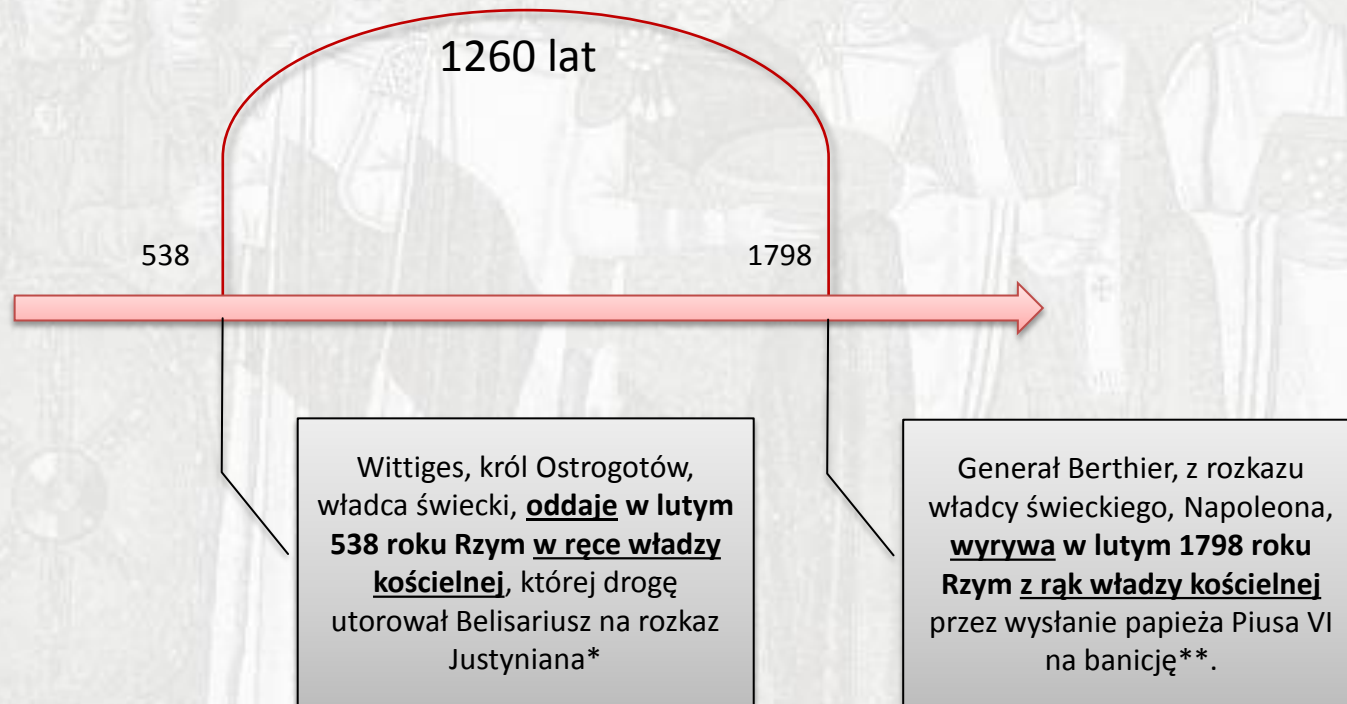 1260 lat
538
1798
Wittiges, król Ostrogotów,
władca świecki, oddaje w lutym
538 roku Rzym w ręce władzy
kościelnej, której drogę
utorował Belisariusz na rozkaz
Justyniana*
Generał Berthier, z rozkazu
władcy świeckiego, Napoleona,
wyrywa w lutym 1798 roku
Rzym z rąk władzy kościelnej
przez wysłanie papieża Piusa VI
na banicję**.